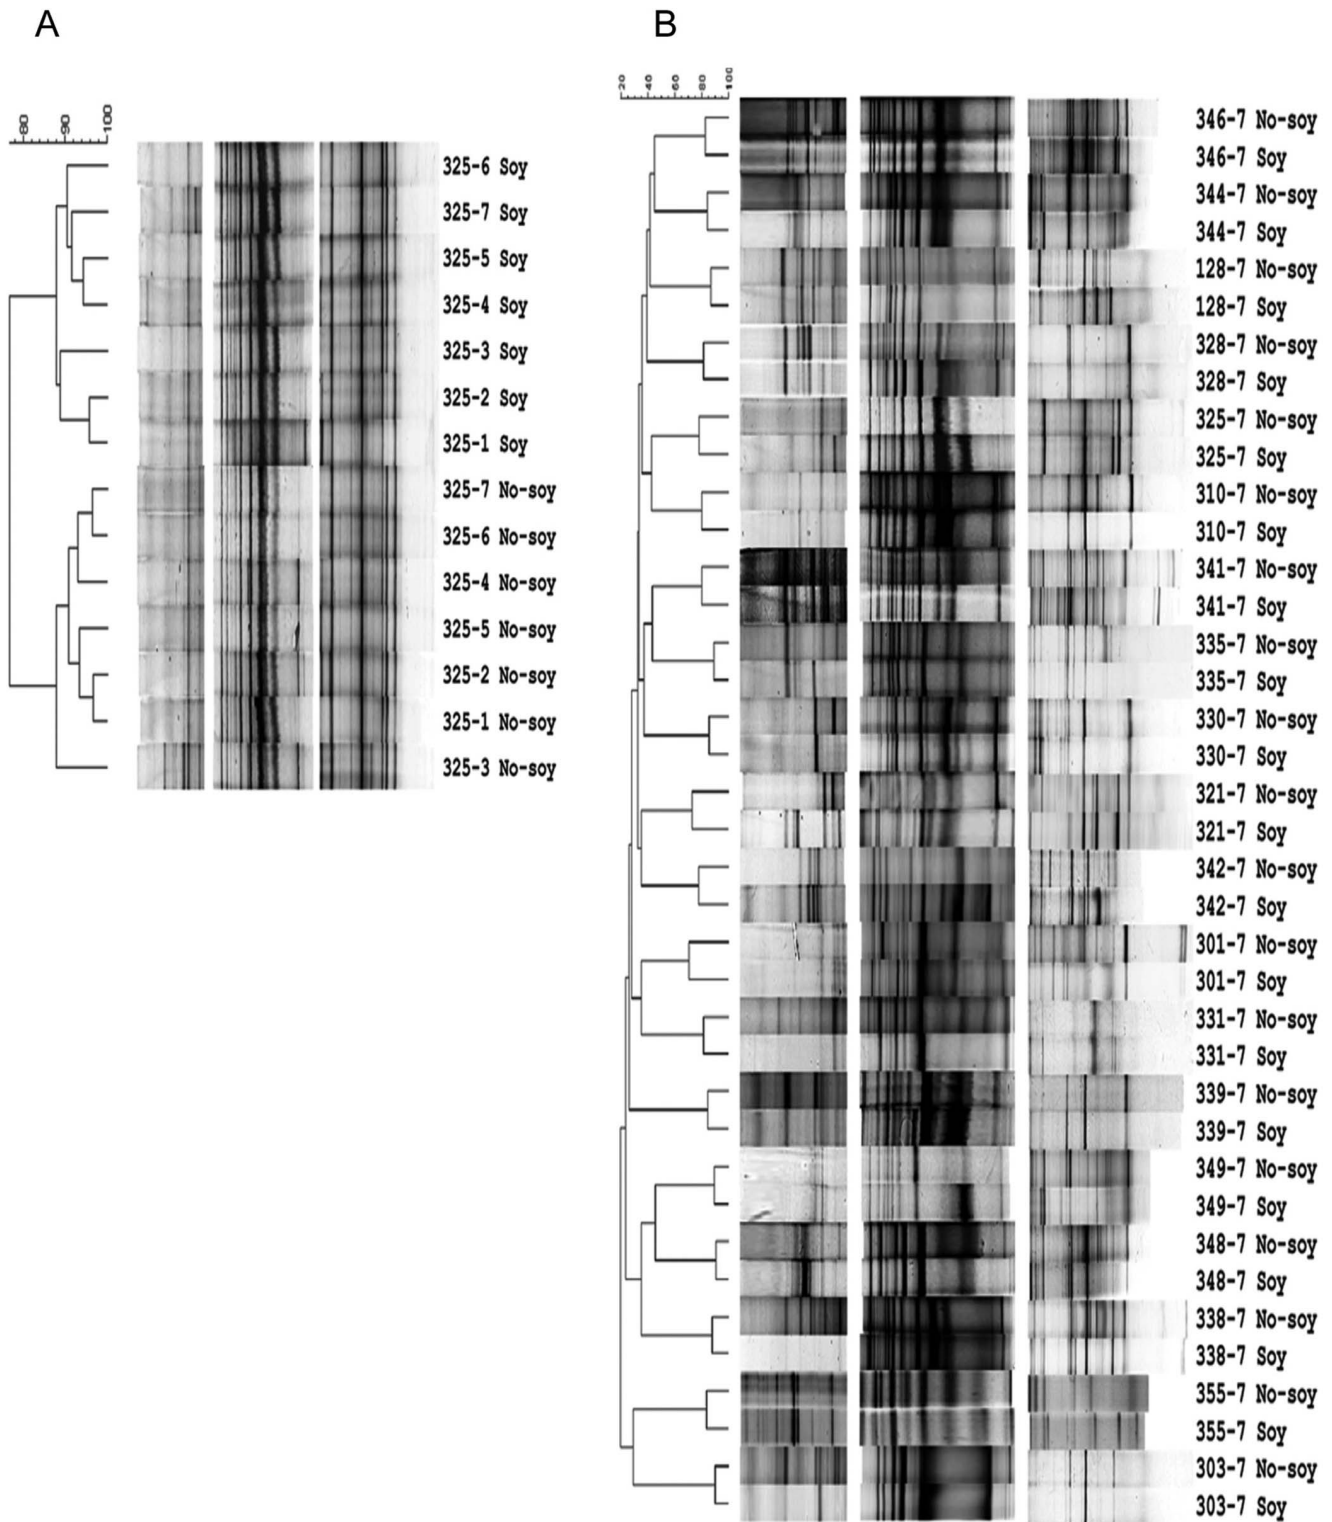 A
B
80 90 100
325-6 Soy
325-7 Soy
325-5 Soy
325-4 Soy
325-3 Soy
325-2 Soy
325-1 Soy
325-7 No-soy
325-6 No-soy
325-4 No-soy
325-5 No-soy
325-2 No-soy
325-1 No-soy
325-3 No-soy
20 40 60 80 100
346-7 No-soy
346-7 Soy
344-7 No-soy
344-7 Soy
128-7 No-soy
128-7 Soy
328-7 No-soy
328-7 Soy
325-7 No-soy
325-7 Soy
310-7 No-soy
310-7 Soy
341-7 No-soy
341-7 Soy
335-7 No-soy
335-7 Soy
330-7 No-soy
330-7 Soy
321-7 No-soy
321-7 Soy
342-7 No-soy
342-7 Soy
301-7 No-soy
301-7 Soy
331-7 No-soy
331-7 Soy
339-7 No-soy
339-7 Soy
349-7 No-soy
349-7 Soy
348-7 No-soy
348-7 Soy
338-7 No-soy
338-7 Soy
355-7 No-soy
355-7 Soy
303-7 No-soy
303-7 Soy